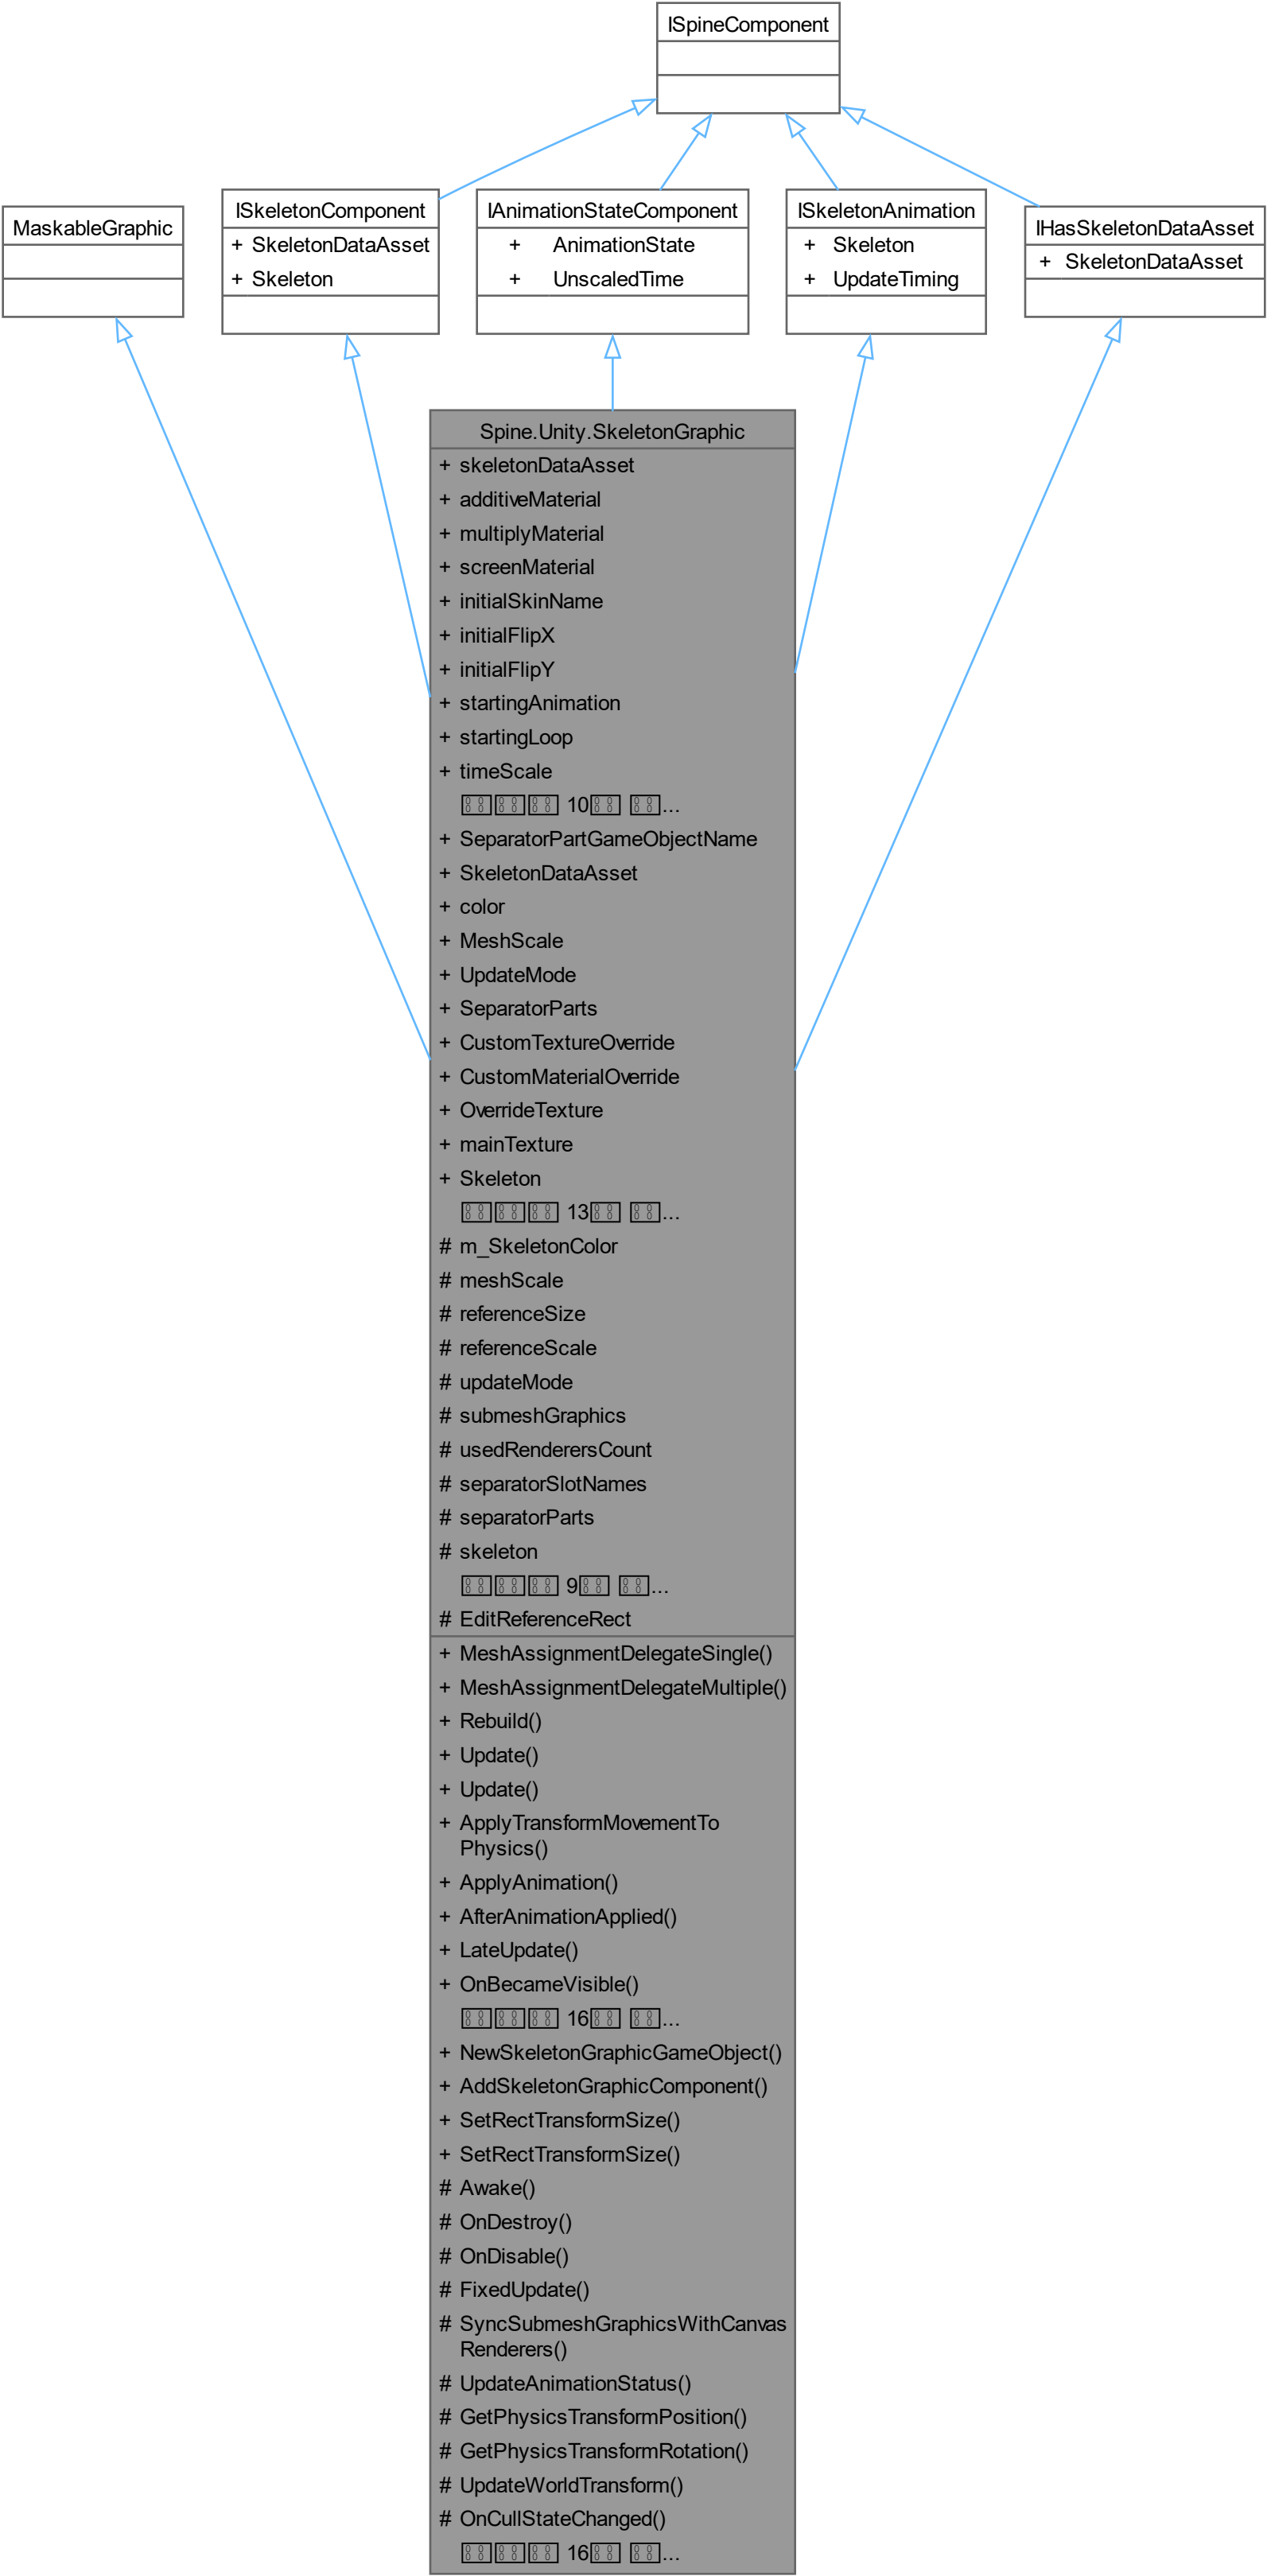 ISpineComponent
ISkeletonComponent
+ SkeletonDataAsset
+ Skeleton
IAnimationStateComponent
+ AnimationState
+ UnscaledTime
ISkeletonAnimation
+ Skeleton
+ UpdateTiming
MaskableGraphic
IHasSkeletonDataAsset
+ SkeletonDataAsset
Spine.Unity.SkeletonGraphic
+ skeletonDataAsset
+ additiveMaterial
+ multiplyMaterial
+ screenMaterial
+ initialSkinName
+ initialFlipX
+ initialFlipY
+ startingAnimation
+ startingLoop
+ timeScale
10 ...
+ SeparatorPartGameObjectName
+ SkeletonDataAsset
+ color
+ MeshScale
+ UpdateMode
+ SeparatorParts
+ CustomTextureOverride
+ CustomMaterialOverride
+ OverrideTexture
+ mainTexture
+ Skeleton
13 ...
# m_SkeletonColor
# meshScale
# referenceSize
# referenceScale
# updateMode
# submeshGraphics
# usedRenderersCount
# separatorSlotNames
# separatorParts
# skeleton
9 ...
# EditReferenceRect
+ MeshAssignmentDelegateSingle()
+ MeshAssignmentDelegateMultiple()
+ Rebuild()
+ Update()
+ Update()
+ ApplyTransformMovementTo
Physics()
+ ApplyAnimation()
+ AfterAnimationApplied()
+ LateUpdate()
+ OnBecameVisible()
16 ...
+ NewSkeletonGraphicGameObject()
+ AddSkeletonGraphicComponent()
+ SetRectTransformSize()
+ SetRectTransformSize()
# Awake()
# OnDestroy()
# OnDisable()
# FixedUpdate()
# SyncSubmeshGraphicsWithCanvas
Renderers()
# UpdateAnimationStatus()
# GetPhysicsTransformPosition()
# GetPhysicsTransformRotation()
# UpdateWorldTransform()
# OnCullStateChanged()
16 ...